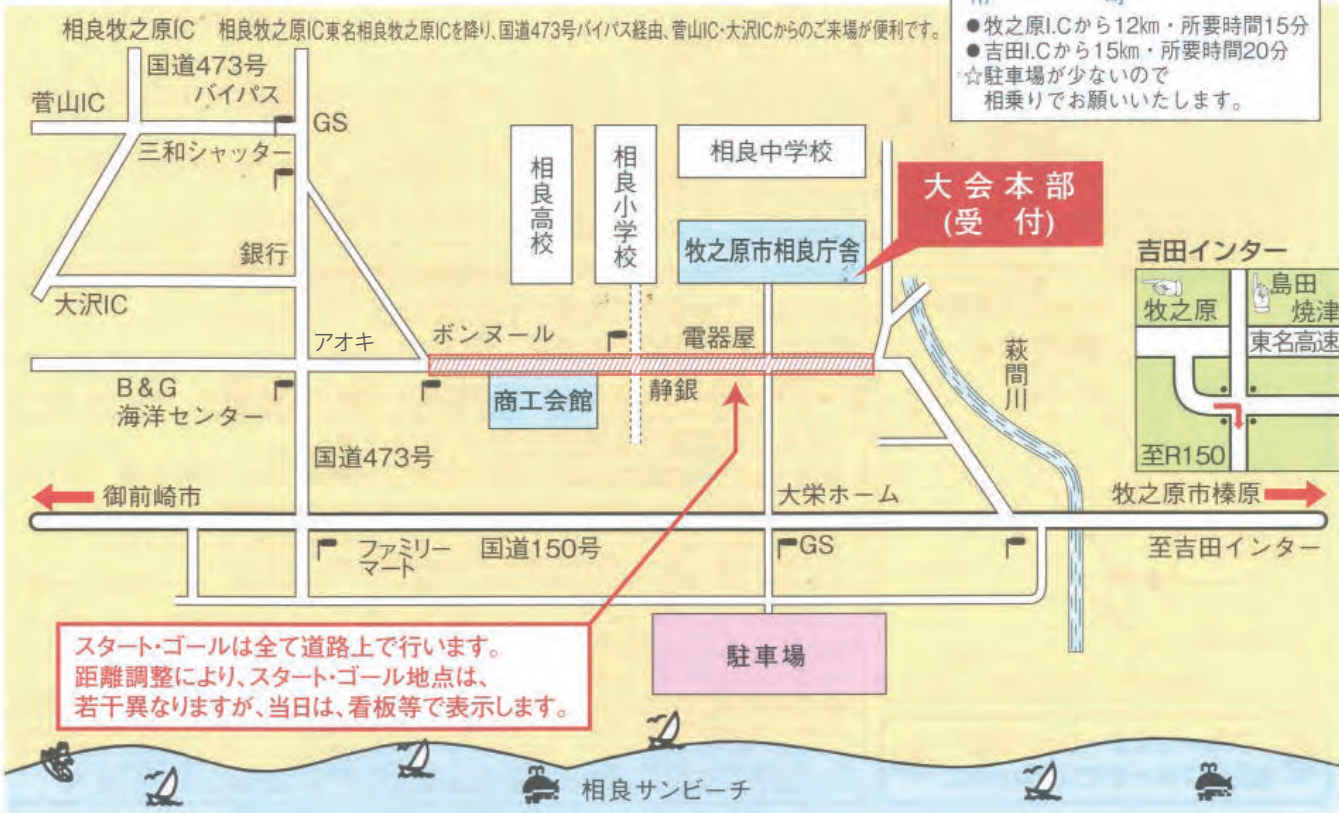 相良牧之原IC 相良牧之原IC東名相良牧之原ICを降り、国道473号バイパス経由、菅山IC・大沢ICからのご来場が便利です。
●牧之原I.Cから12km・所要時間15分
●吉田I.Cから15km・所要時間20分
☆駐車場が少ないので
相乗りでお願いいたします。
国道473号
バイパス
菅山IC
GS
三和シャッター
銀行
大沢IC
相良高校
相良小学校
相良中学校
牧之原市相良庁舎
大会本部
(受 付)
吉田インター
牧之原
島田
焼津
東名高速
至R150
アオキ
ボンヌール
電器屋
B&G
海洋センター
商工会館
静銀
萩間川
国道473号
御前崎市
大栄ホーム
牧之原市榛原
ファミリー
マート
国道150号
GS
至吉田インター
スタート・ゴールは全て道路上で行います。
距離調整により、スタート・ゴール地点は、
若干異なりますが、当日は、看板等で表示します。
駐車場
相良サンビーチ